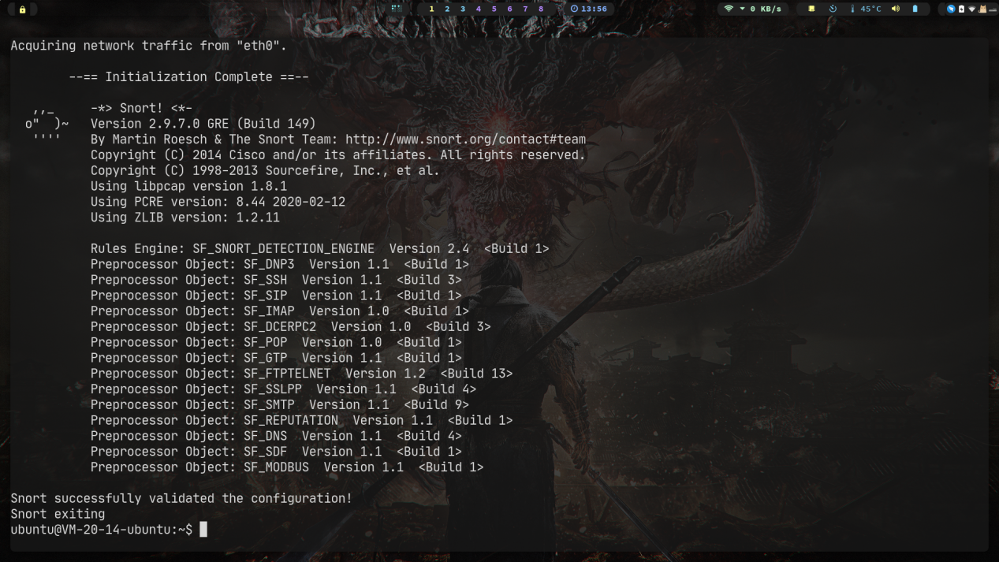 1 2 3 4 5 6 7 8 13:56 0 KB/s 45°C
Acquiring network traffic from "eth0".
--== Initialization Complete ==--
,,_ -*> Snort! <*-
o" )~ Version 2.9.7.0 GRE (Build 149)
'''' By Martin Roesch & The Snort Team: http://www.snort.org/contact#team
Copyright (C) 2014 Cisco and/or its affiliates. All rights reserved.
Copyright (C) 1998-2013 Sourcefire, Inc., et al.
Using libpcap version 1.8.1
Using PCRE version: 8.44 2020-02-12
Using ZLIB version: 1.2.11
Rules Engine: SF_SNORT_DETECTION_ENGINE Version 2.4 <Build 1>
Preprocessor Object: SF_DNP3 Version 1.1 <Build 1>
Preprocessor Object: SF_SSH Version 1.1 <Build 3>
Preprocessor Object: SF_SIP Version 1.1 <Build 1>
Preprocessor Object: SF_IMAP Version 1.0 <Build 1>
Preprocessor Object: SF_DCERPC2 Version 1.0 <Build 3>
Preprocessor Object: SF_POP Version 1.0 <Build 1>
Preprocessor Object: SF_GTP Version 1.1 <Build 1>
Preprocessor Object: SF_FTPTELNET Version 1.2 <Build 13>
Preprocessor Object: SF_SSLPP Version 1.1 <Build 4>
Preprocessor Object: SF_SMTP Version 1.1 <Build 9>
Preprocessor Object: SF_REPUTATION Version 1.1 <Build 1>
Preprocessor Object: SF_DNS Version 1.1 <Build 4>
Preprocessor Object: SF_SDF Version 1.1 <Build 1>
Preprocessor Object: SF_MODBUS Version 1.1 <Build 1>
Snort successfully validated the configuration!
Snort exiting
ubuntu@VM-20-14-ubuntu:~$